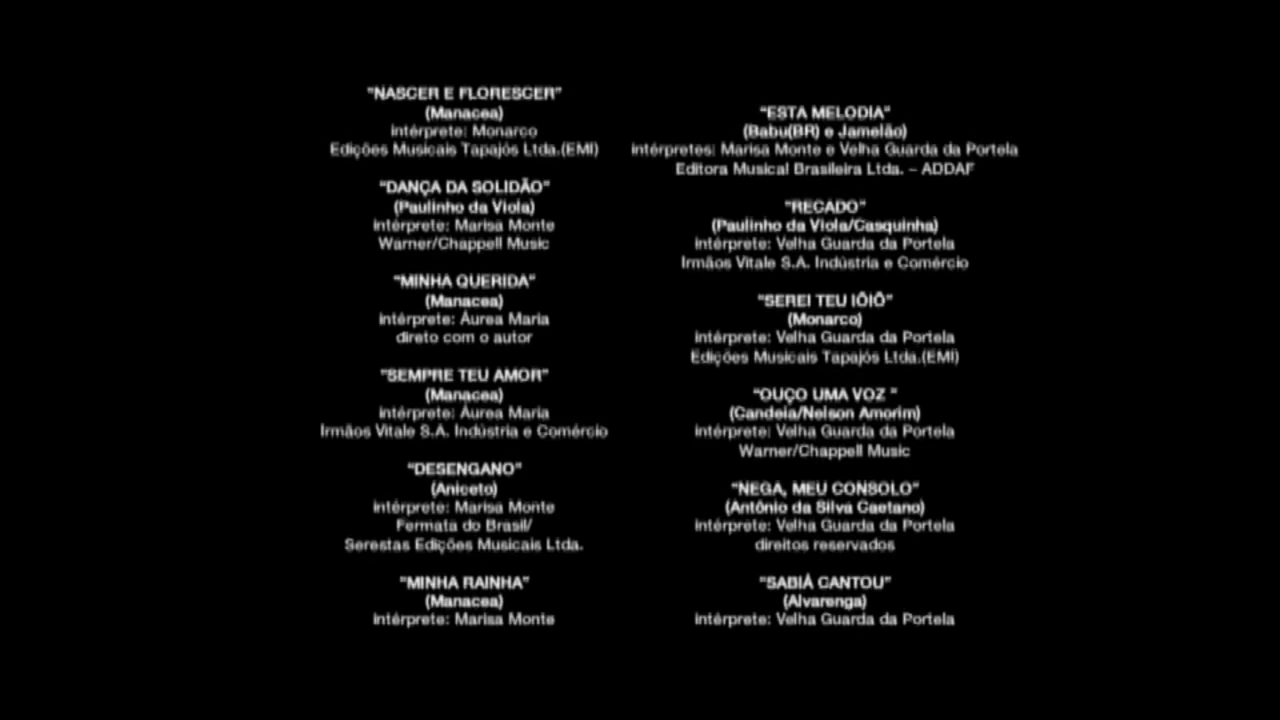 "NASCER E FLORESCER"
(Manacea)
intérprete: Monarco
Edições Musicais Tapajós Ltda.(EMI)
"DANÇA DA SOLIDÃO"
(Paulinho da Viola)
intérprete: Marisa Monte
Warner/Chappell Music
"MINHA QUERIDA"
(Manacea)
intérprete: Áurea Maria
direto com o autor
"SEMPRE TEU AMOR"
(Manacea)
intérprete: Áurea Maria
Irmãos Vitale S.A. Indústria e Comércio
"DESENGANO"
(Aniceto)
intérprete: Marisa Monte
Fermata do Brasil/
Serestas Edições Musicais Ltda.
"MINHA RAINHA"
(Manacea)
intérprete: Marisa Monte
"ESTA MELODIA"
(Babu(BR) e Jamelão)
intérpretes: Marisa Monte e Velha Guarda da Portela
Editora Musical Brasileira Ltda. – ADDAF
"RECADO"
(Paulinho da Viola/Casquinha)
intérprete: Velha Guarda da Portela
Irmãos Vitale S.A. Indústria e Comércio
"SEREI TEU IÔIÔ"
(Monarco)
intérprete: Velha Guarda da Portela
Edições Musicais Tapajós Ltda.(EMI)
"OUÇO UMA VOZ "
(Candeia/Nelson Amorim)
intérprete: Velha Guarda da Portela
Warner/Chappell Music
"NEGA, MEU CONSOLO"
(Antônio da Silva Caetano)
intérprete: Velha Guarda da Portela
direitos reservados
"SABIÁ CANTOU"
(Alvarenga)
intérprete: Velha Guarda da Portela